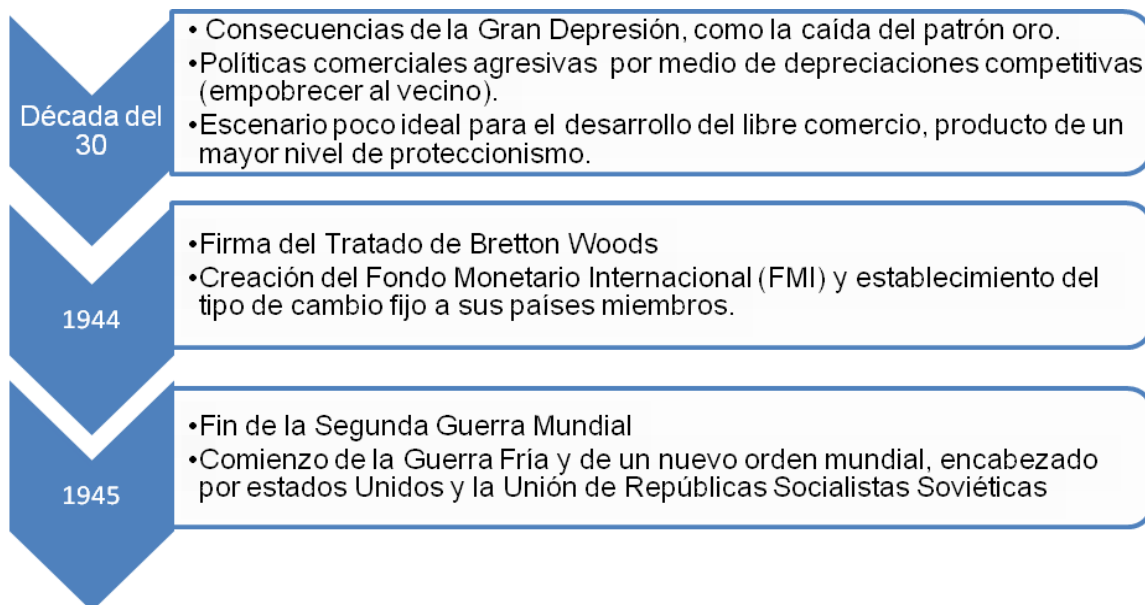 Década del
30
• Consecuencias de la Gran Depresión, como la caída del patrón oro.
•Políticas comerciales agresivas por medio de depreciaciones competitivas
(empobrecer al vecino).
•Escenario poco ideal para el desarrollo del libre comercio, producto de un
mayor nivel de proteccionismo.
1944
•Firma del Tratado de Bretton Woods
•Creación del Fondo Monetario Internacional (FMI) y establecimiento del
tipo de cambio fijo a sus países miembros.
1945
•Fin de la Segunda Guerra Mundial
•Comienzo de la Guerra Fría y de un nuevo orden mundial, encabezado
por estados Unidos y la Unión de Repúblicas Socialistas Soviéticas